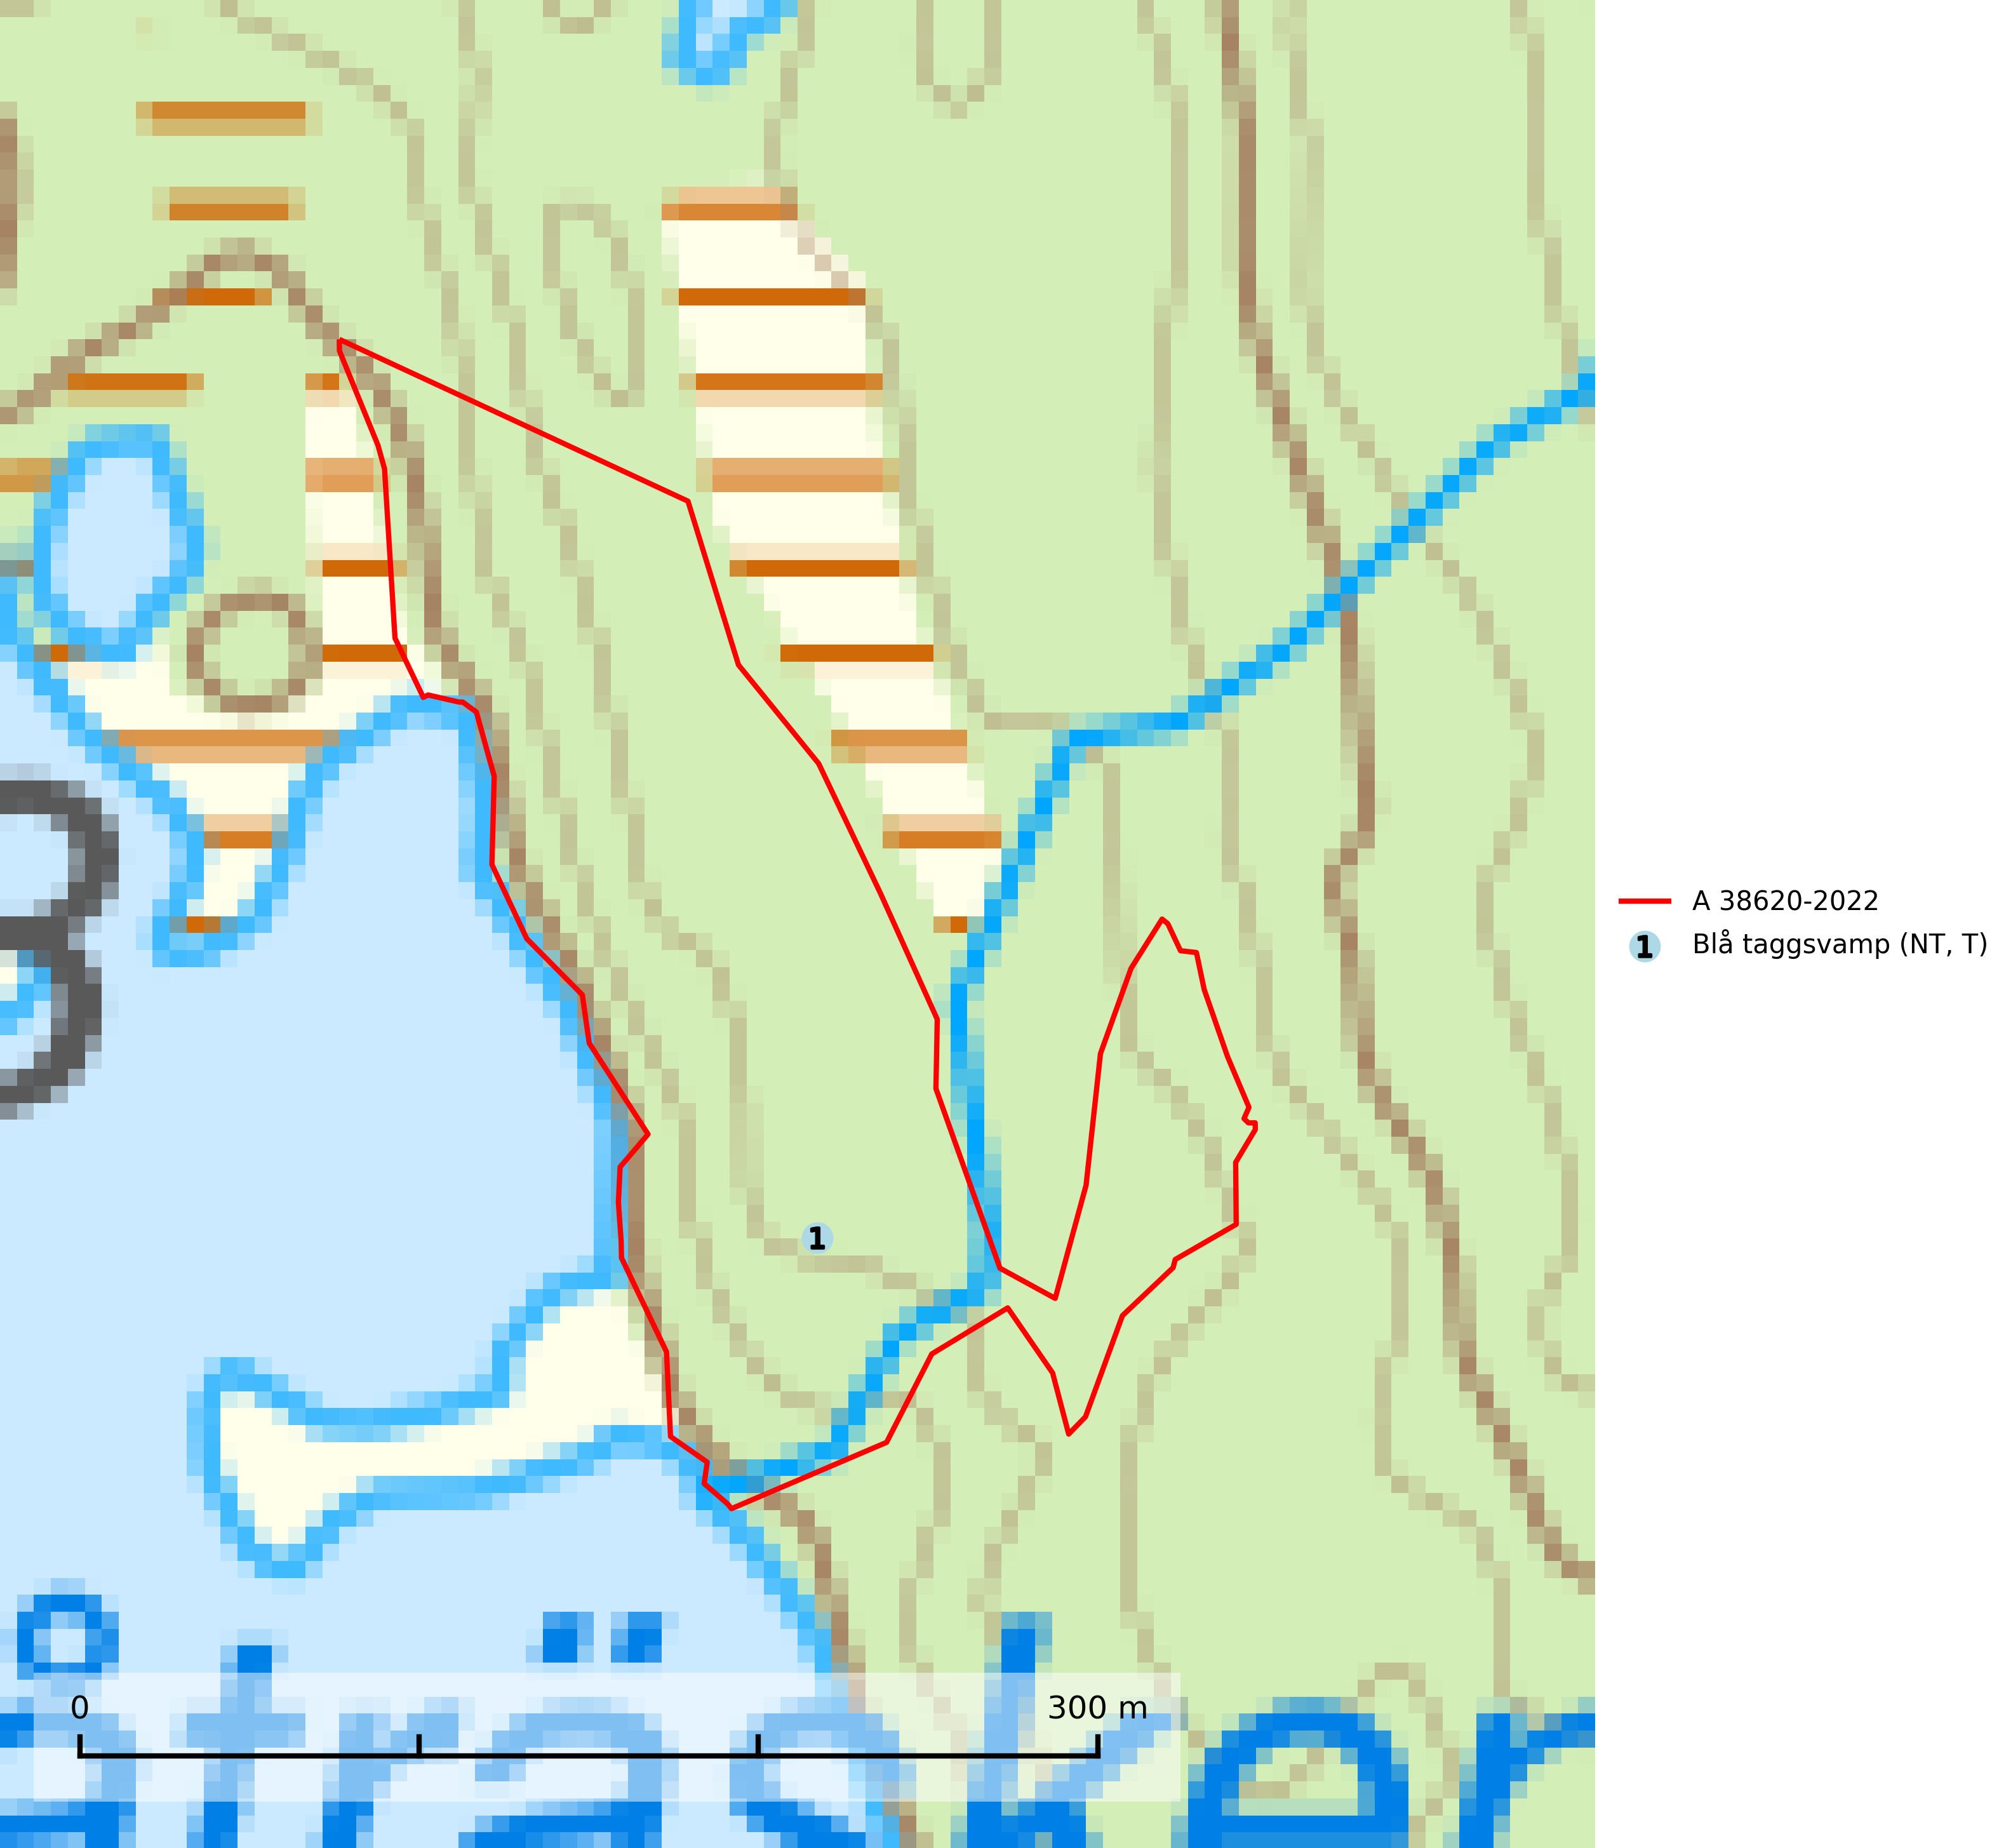 A 38620-2022
1 Blå taggsvamp (NT, T)
1
0 300 m